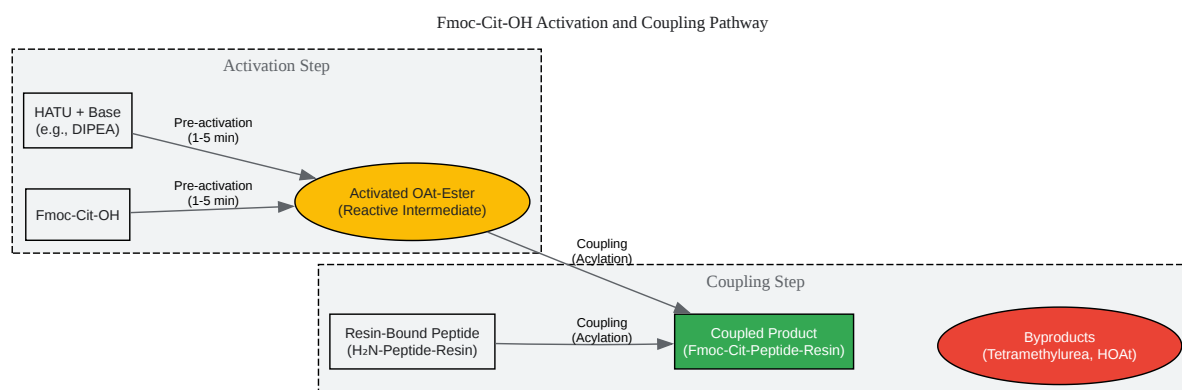 Fmoc-Cit-OH Activation and Coupling Pathway
Activation Step
HATU + Base
(e.g., DIPEA)
Pre-activation
(1-5 min)
Fmoc-Cit-OH
Pre-activation
(1-5 min)
Activated OAt-Ester
(Reactive Intermediate)
Coupling
(Acylation)
Coupling Step
Resin-Bound Peptide
(H₂N-Peptide-Resin)
Coupling
(Acylation)
Coupled Product
(Fmoc-Cit-Peptide-Resin)
Byproducts
(Tetramethylurea, HOAt)